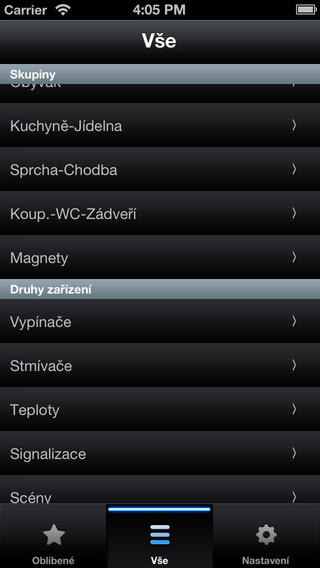 Carrier 4:05 PM
Vše
Skupiny
Obývák
Kuchyně-Jídelna
Sprcha-Chodba
Koup.-WC-Zádveří
Magnety
Druhy zařízení
Vypínače
Stmívače
Teploty
Signalizace
Scény
Oblíbené Vše Nastavení